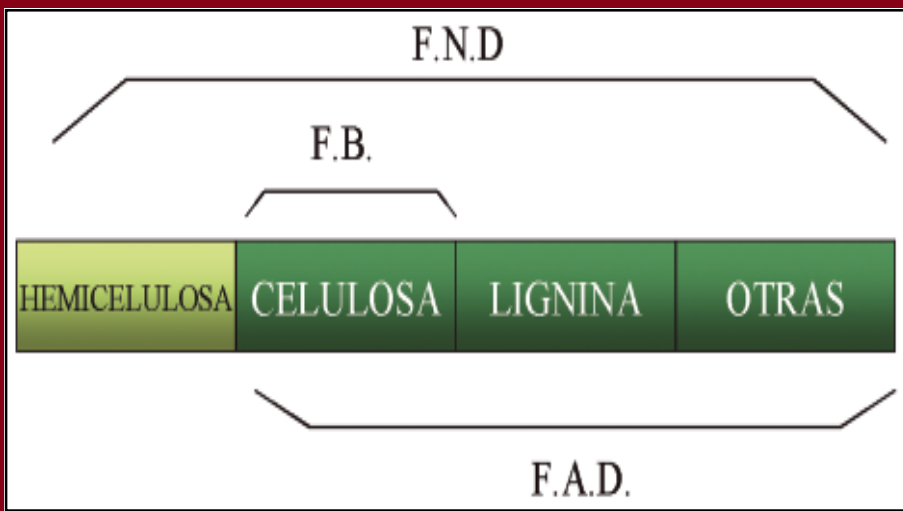 F.N.D
F.B.
HEMICELULOSA CELULOSA LIGNINA OTRAS
F.A.D.